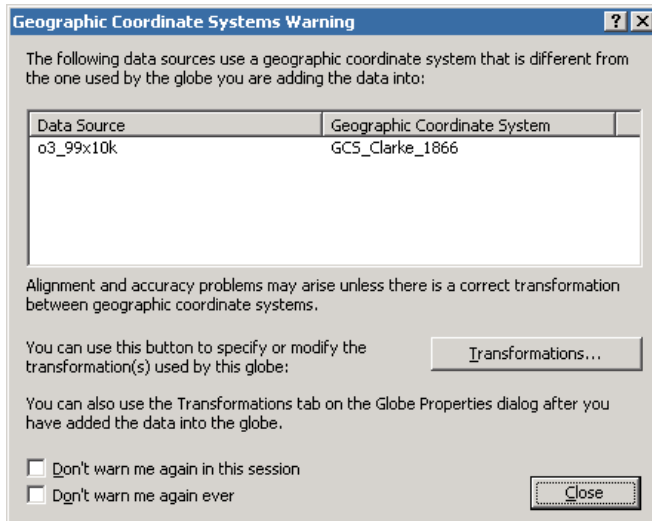 Geographic Coordinate Systems Warning
The following data sources use a geographic coordinate system that is different from
the one used by the globe you are adding the data into:
Data Source Geographic Coordinate System
o3_99x10k GCS_Clarke_1866
Alignment and accuracy problems may arise unless there is a correct transformation
between geographic coordinate systems.
You can use this button to specify or modify the
transformation(s) used by this globe:
Transformations...
You can also use the Transformations tab on the Globe Properties dialog after you
have added the data into the globe.
Don't warn me again in this session
Don't warn me again ever
Close